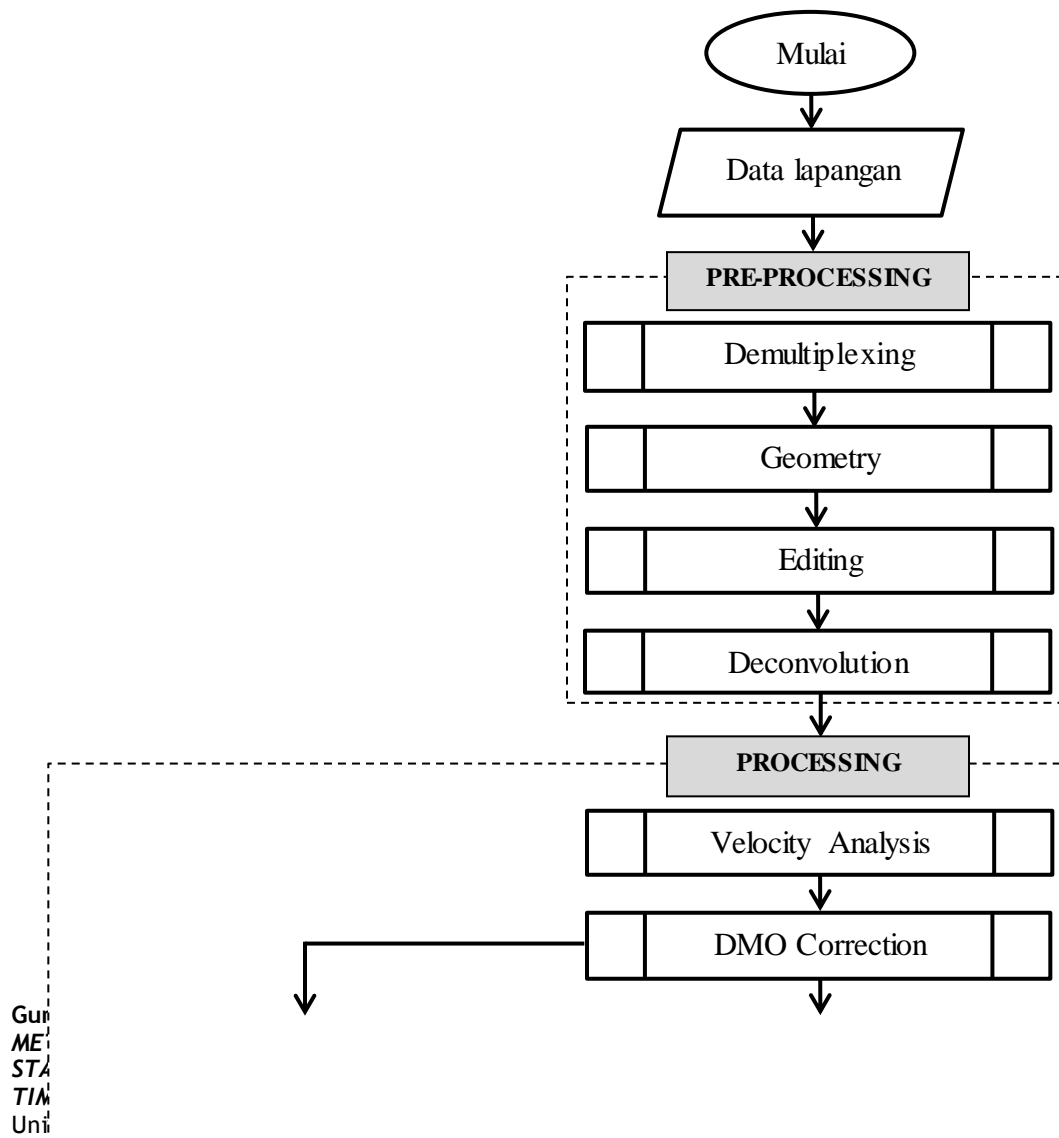 Mulai
Data lapangan
PRE-PROCESSING
Demultiplexing
Geometry
Editing
Deconvolution
PROCESSING
Velocity Analysis
DMO Correction